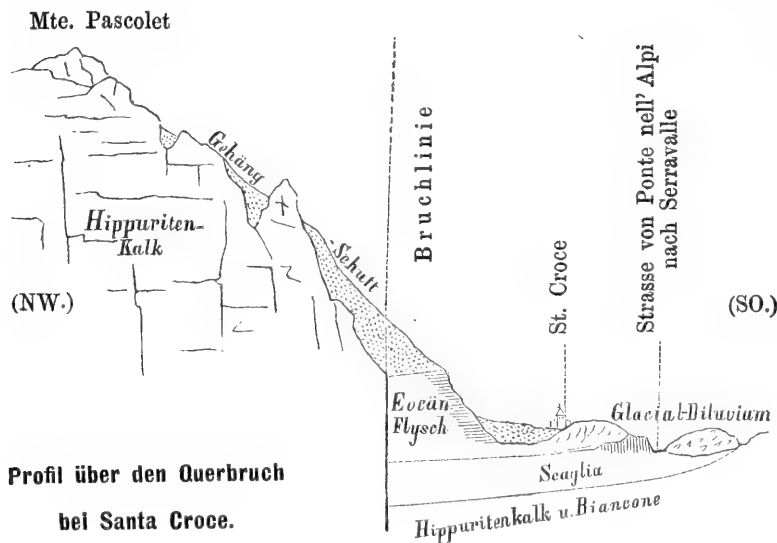 Mte. Pascolet
Gehäng
-Schutt
Hippuriten-
Kalk
(NW.)
Bruchlinie
St. Croce
Strasse von Ponte nell' Alpi
nach Serravalle
(SO.)
Eocän
Flysch
Glacial-Diluvium
Scaglia
Hippuritenkalk u. Biancone
Profil über den Querbruch
bei Santa Croce.